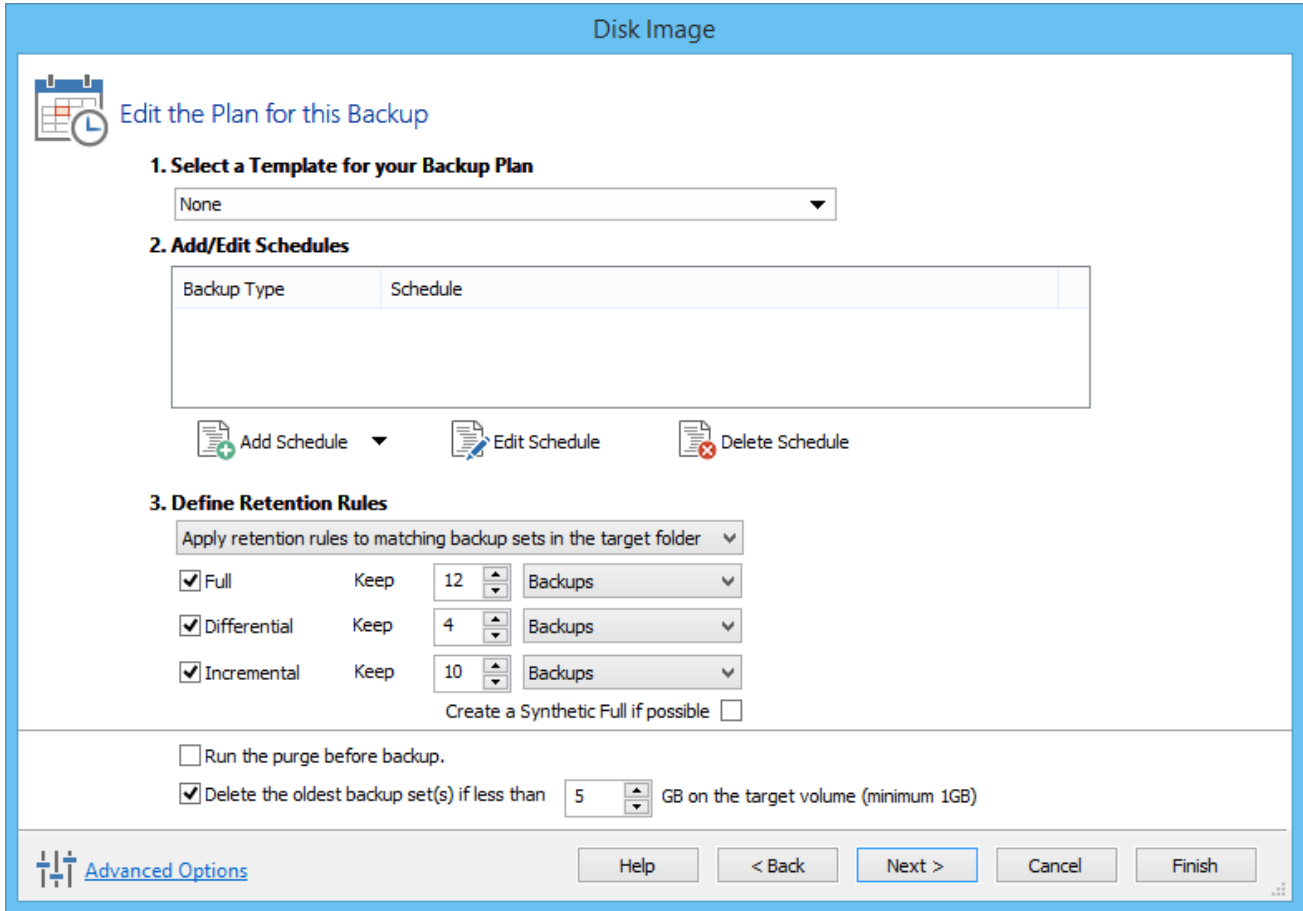 Disk Image
Edit the Plan for this Backup
1. Select a Template for your Backup Plan
None
2. Add/Edit Schedules
Backup Type Schedule
Add Schedule Edit Schedule Delete Schedule
3. Define Retention Rules
Apply retention rules to matching backup sets in the target folder
Full Keep 12 Backups
Differential Keep 4 Backups
Incremental Keep 10 Backups
Create a Synthetic Full if possible
Run the purge before backup.
Delete the oldest backup set(s) if less than 5 GB on the target volume (minimum 1GB)
Advanced Options Help < Back Next > Cancel Finish